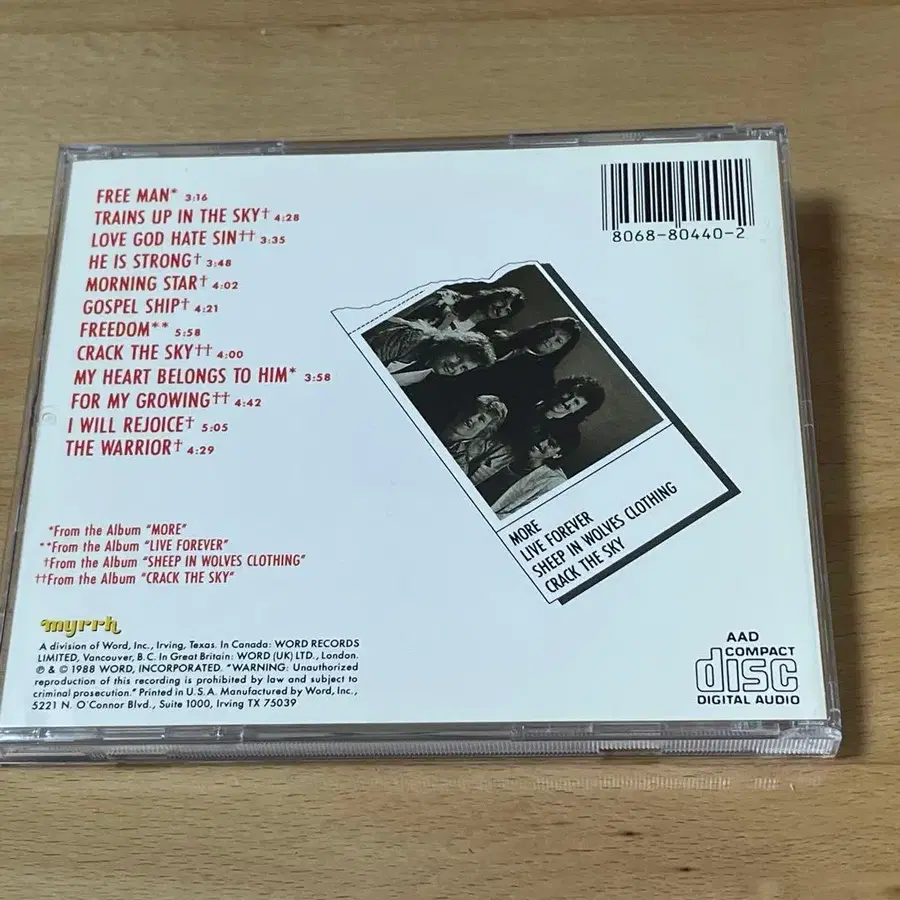 FREE MAN* 3:16
TRAINS UP IN THE SKY† 4:28
LOVE GOD HATE SIN†† 3:35
HE IS STRONG† 3:48
MORNING STAR† 4:02
GOSPEL SHIP† 4:21
FREEDOM** 5:58
CRACK THE SKY†† 4:00
MY HEART BELONGS TO HIM* 3:58
FOR MY GROWING†† 4:42
I WILL REJOICE† 5:05
THE WARRIOR† 4:29
8068-80440-2
MORE
LIVE FOREVER
SHEEP IN WOLVES CLOTHING
CRACK THE SKY
*From the Album "MORE"
**From the Album "LIVE FOREVER"
†From the Album "SHEEP IN WOLVES CLOTHING"
††From the Album "CRACK THE SKY"
myrrh
A division of Word, Inc., Irving, Texas. In Canada: WORD RECORDS
LIMITED, Vancouver, B.C. In Great Britain: WORD (UK) LTD., London.
℗ & © 1988 WORD, INCORPORATED. "WARNING: Unauthorized
reproduction of this recording is prohibited by law and subject to
criminal prosecution." Printed in U.S.A. Manufactured by Word, Inc.,
5221 N. O'Connor Blvd., Suite 1000, Irving TX 75039
AAD
COMPACT
disc
DIGITAL AUDIO